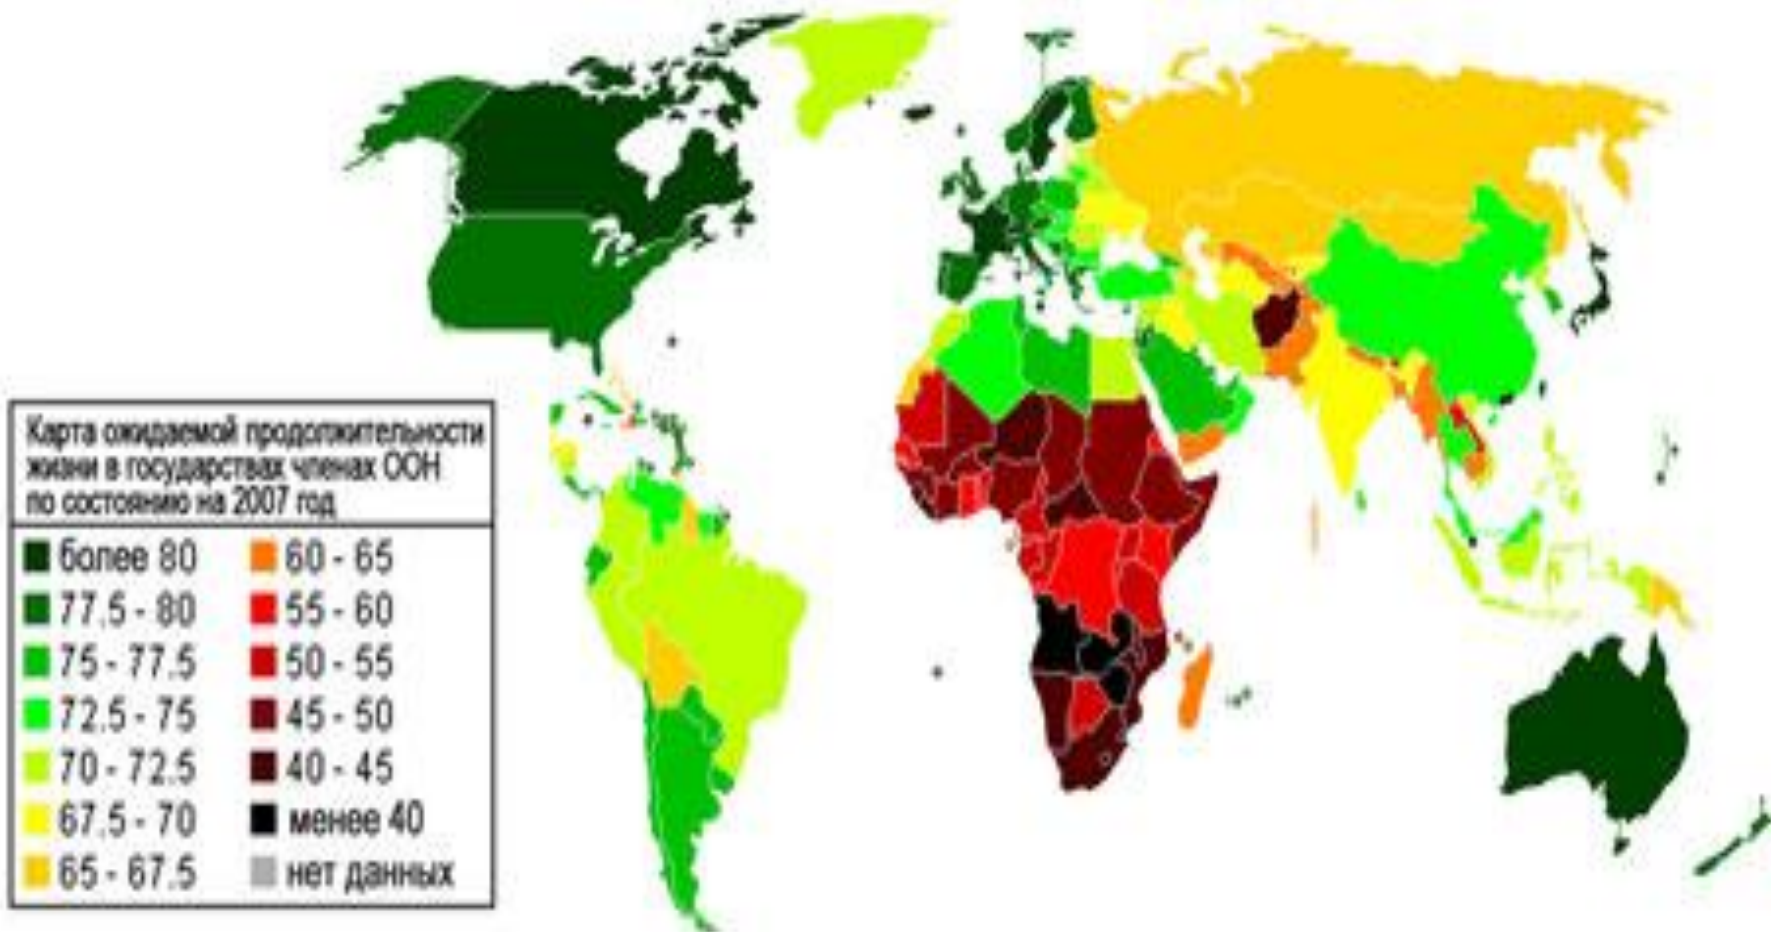 Карта ожидаемой продолжительности
жизни в государствах членах ООН
по состоянию на 2007 год
более 80
77.5 - 80
75 - 77.5
72.5 - 75
70 - 72.5
67.5 - 70
65 - 67.5
60 - 65
55 - 60
50 - 55
45 - 50
40 - 45
менее 40
нет данных